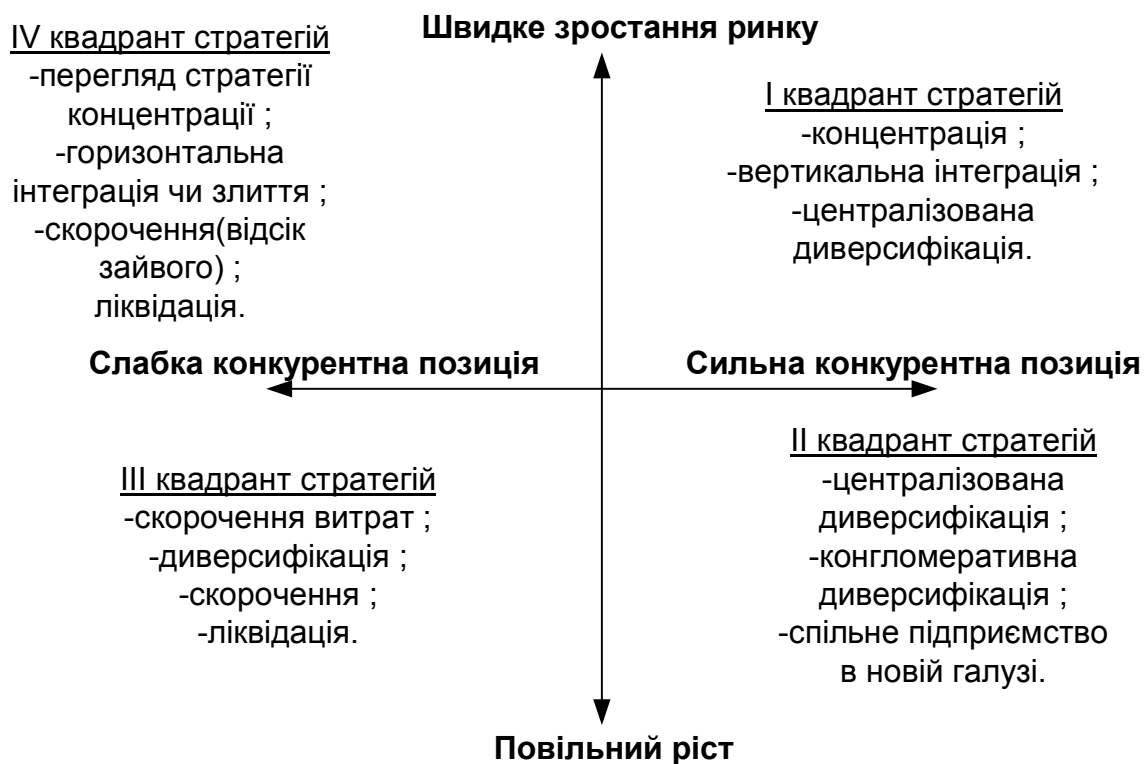 Швидке зростання ринку
IV квадрант стратегій
-перегляд стратегії
концентрації ;
-горизонтальна
інтеграція чи злиття ;
-скорочення(відсік
зайвого) ;
ліквідація.
I квадрант стратегій
-концентрація ;
-вертикальна інтеграція ;
-централізована
диверсифікація.
Слабка конкурентна позиція
Сильна конкурентна позиція
III квадрант стратегій
-скорочення витрат ;
-диверсифікація ;
-скорочення ;
-ліквідація.
II квадрант стратегій
-централізована
диверсифікація ;
-конгломеративна
диверсифікація ;
-спільне підприємство
в новій галузі.
Повільний ріст